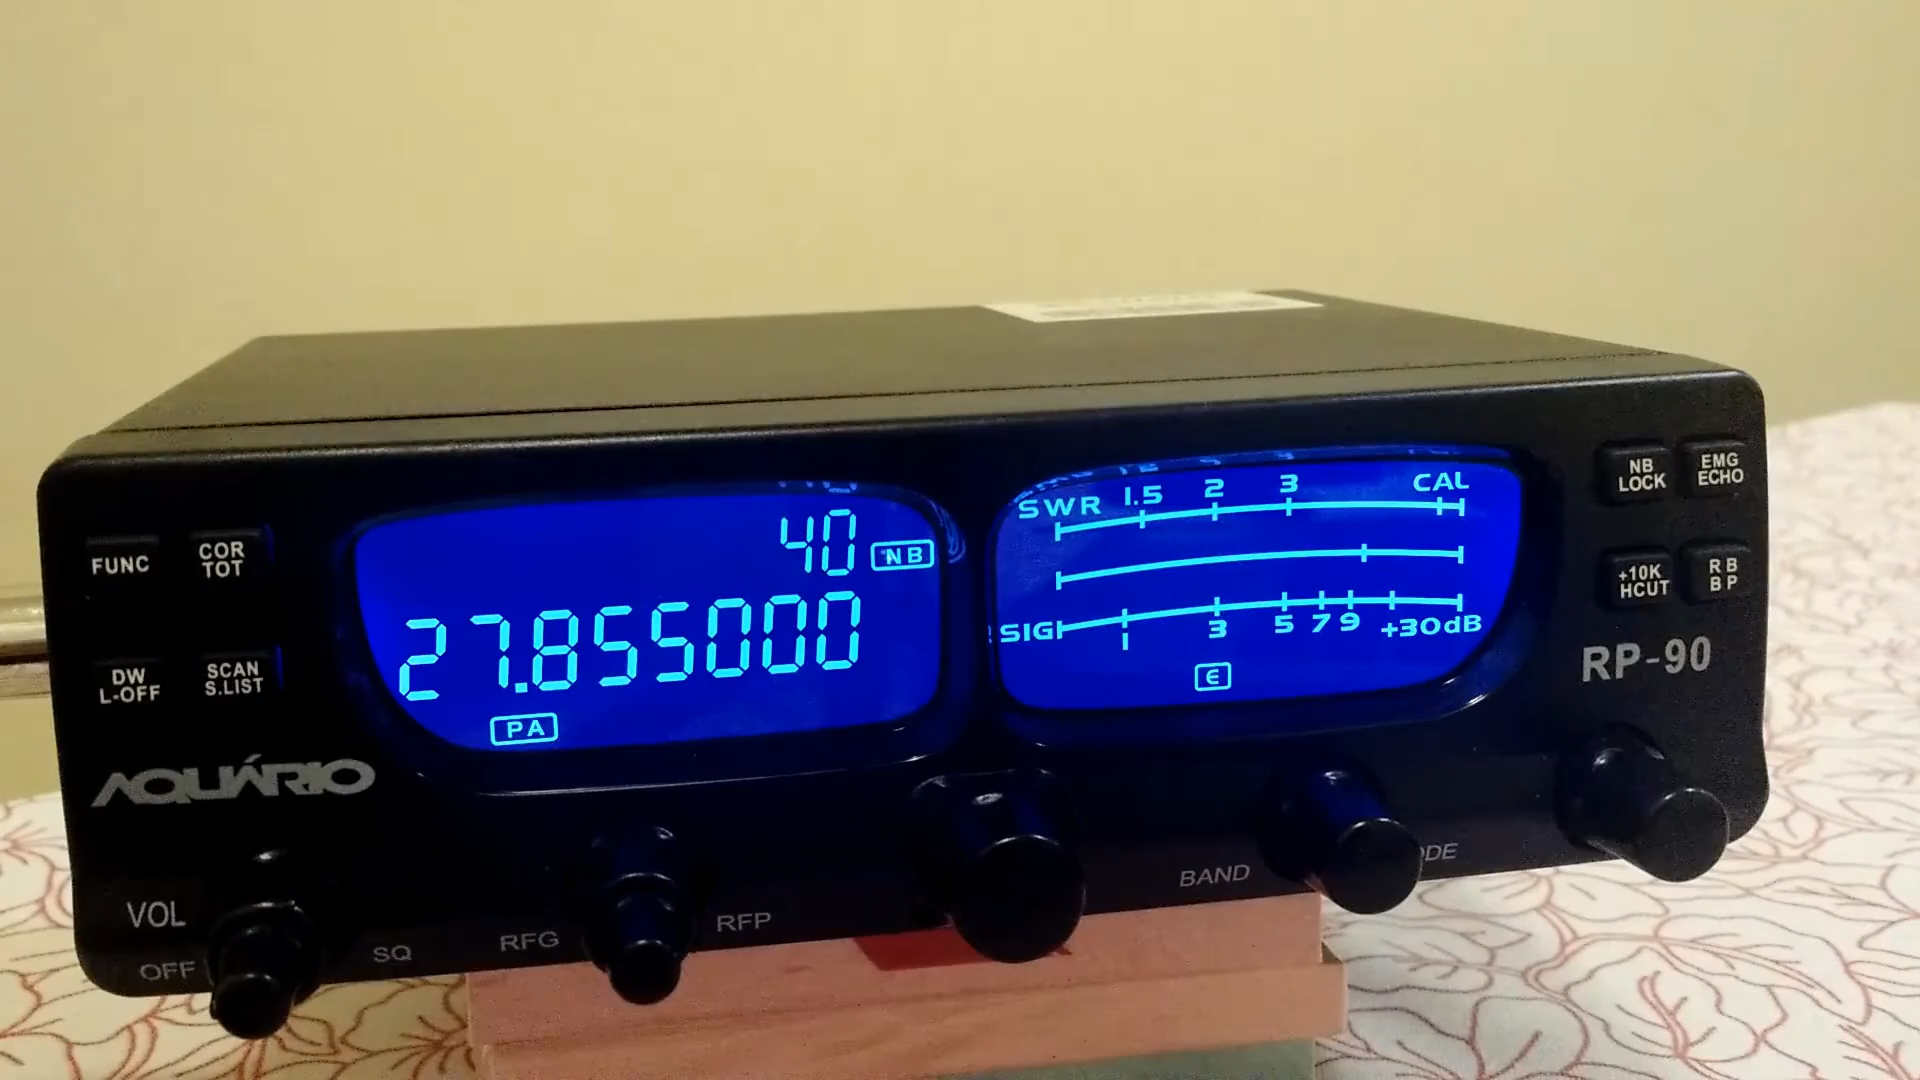 FUNC
COR
TOT
DW
L-OFF
SCAN
S.LIST
AQUÁRIO
40
NB
27.855000
PA
SWR 1.5 2 3 CAL
SIG 1 3 5 7 9 +30dB
E
NB
LOCK
EMG
ECHO
+10K
HCUT
RB
BP
RP-90
VOL
OFF
SQ
RFG
RFP
BAND